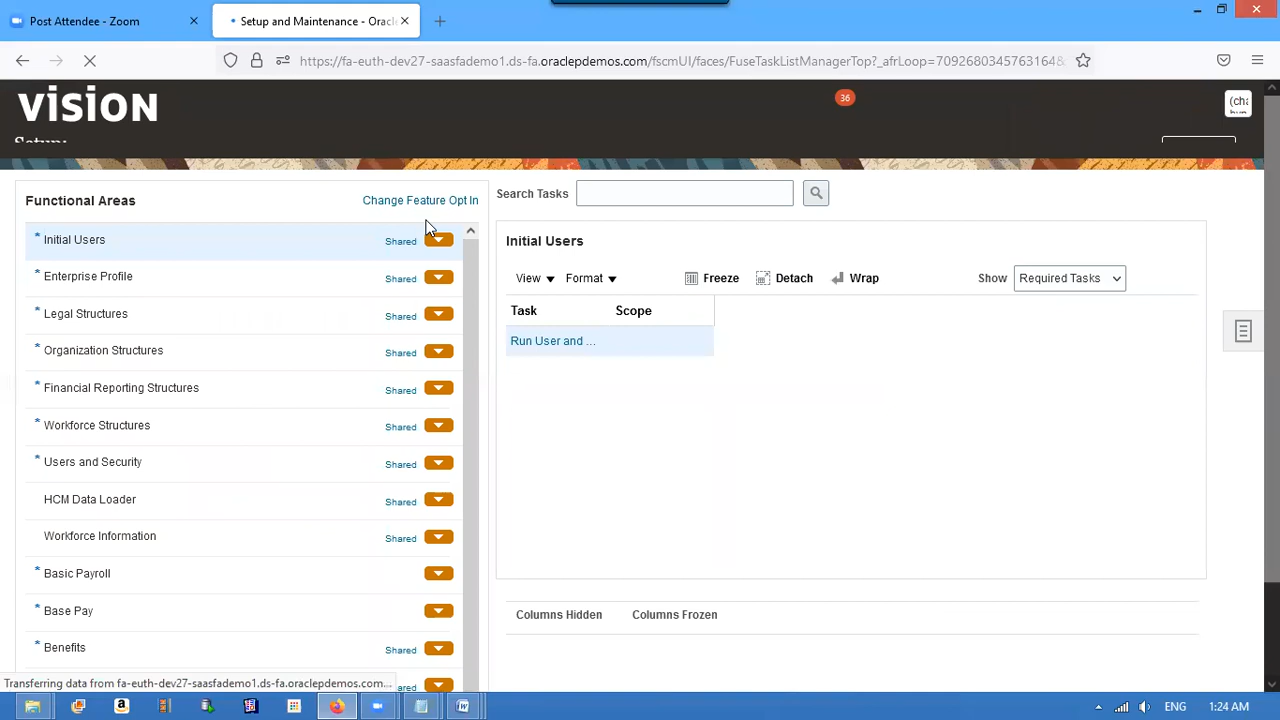 Post Attendee - Zoom
Setup and Maintenance - Oracle
https://fa-euth-dev27-saasfademo1.ds-fa.oraclepdemos.com/fscmUI/faces/FuseTaskListManagerTop?_afrLoop=7092680345763164&
vision
36
(cha
Setup:
Functional Areas
Change Feature Opt In
Search Tasks
Initial Users
Shared
Enterprise Profile
Shared
Legal Structures
Shared
Organization Structures
Shared
Financial Reporting Structures
Shared
Workforce Structures
Shared
Users and Security
Shared
HCM Data Loader
Shared
Workforce Information
Shared
Basic Payroll
Base Pay
Benefits
Shared
Initial Users
View
Format
Freeze
Detach
Wrap
Show
Required Tasks
Task
Scope
Run User and ...
Columns Hidden
Columns Frozen
Transferring data from fa-euth-dev27-saasfademo1.ds-fa.oraclepdemos.com...
ared
ENG
1:24 AM